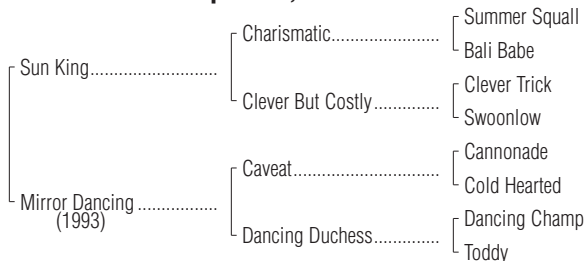 Summer Squall
Charismatic.....................
Bali Babe
Sun King.........................
Clever Trick
Clever But Costly.............
Swoonlow
Cannonade
Caveat.............................
Cold Hearted
Mirror Dancing ................
(1993)
Dancing Champ
Dancing Duchess.............
Toddy